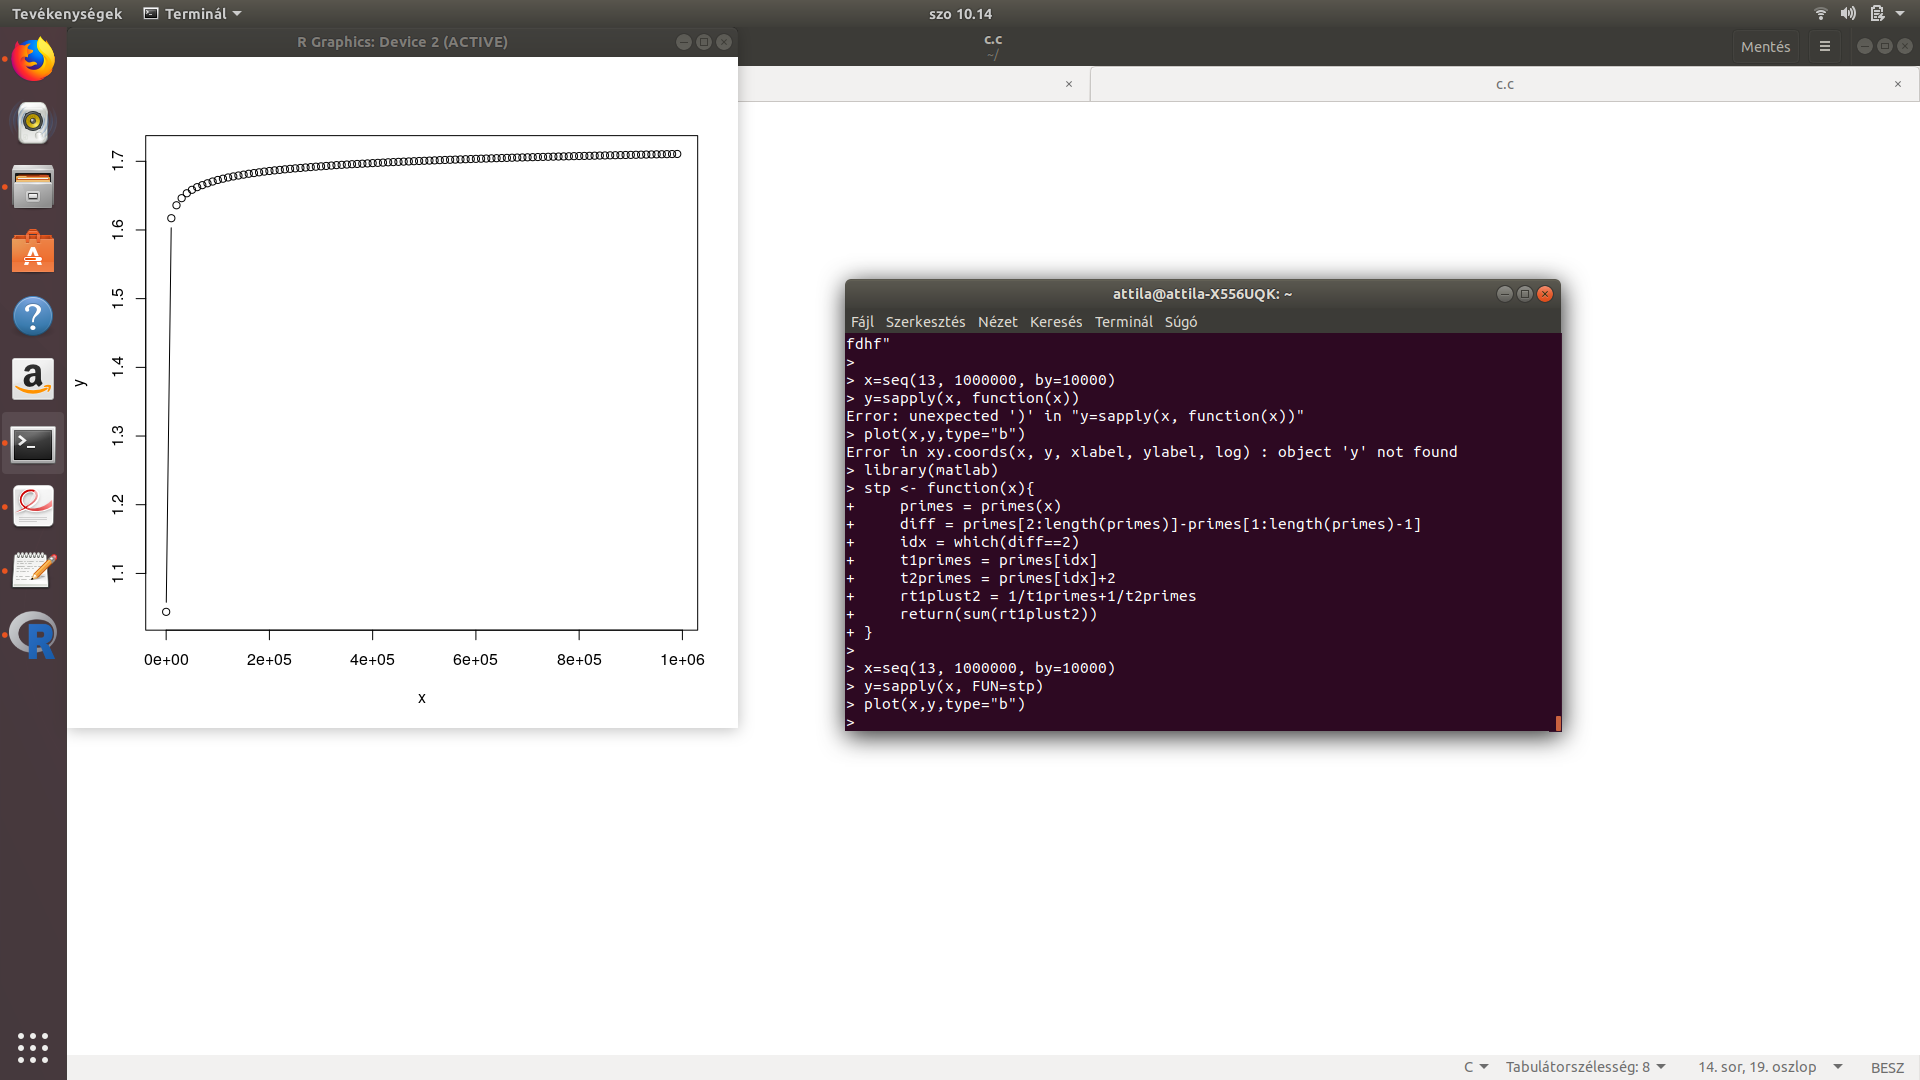 Tevékenységek
Terminál
szo 10.14
R Graphics: Device 2 (ACTIVE)
c.c
~/
Mentés
c.c
y
1.7
1.6
1.5
1.4
1.3
1.2
1.1
0e+00
2e+05
4e+05
6e+05
8e+05
1e+06
x
attila@attila-X556UQK: ~
Fájl Szerkesztés Nézet Keresés Terminál Súgó
fdhf"
>
> x=seq(13, 1000000, by=10000)
> y=sapply(x, function(x))
Error: unexpected ')' in "y=sapply(x, function(x))"
> plot(x,y,type="b")
Error in xy.coords(x, y, xlabel, ylabel, log) : object 'y' not found
> library(matlab)
> stp <- function(x){
+     primes = primes(x)
+     diff = primes[2:length(primes)]-primes[1:length(primes)-1]
+     idx = which(diff==2)
+     t1primes = primes[idx]
+     t2primes = primes[idx]+2
+     rt1plust2 = 1/t1primes+1/t2primes
+     return(sum(rt1plust2))
+ }
>
> x=seq(13, 1000000, by=10000)
> y=sapply(x, FUN=stp)
> plot(x,y,type="b")
>
C
Tabulátorszélesség: 8
14. sor, 19. oszlop
BESZ